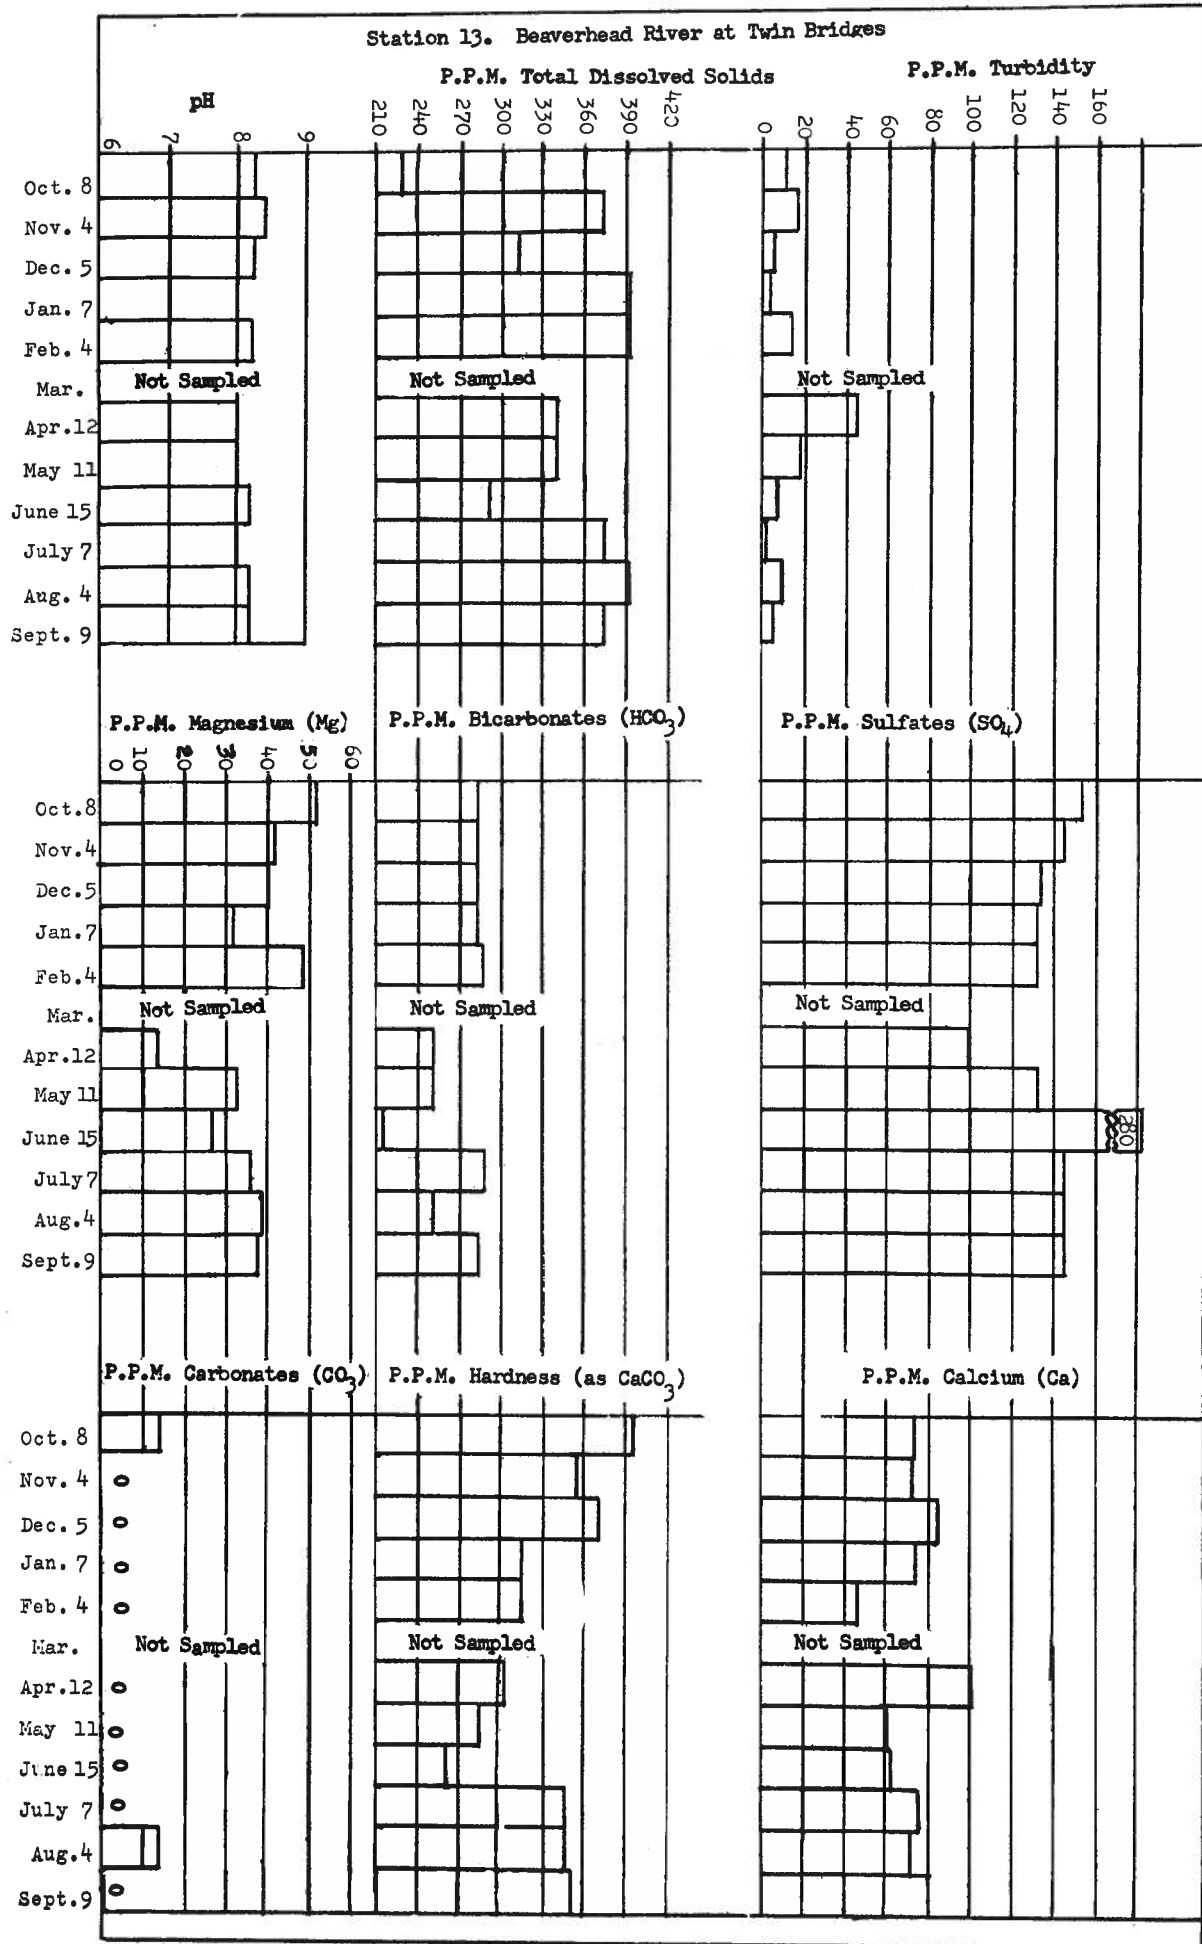 Station 13. Beaverhead River at Twin Bridges
pH
P.P.M. Total Dissolved Solids
P.P.M. Turbidity
6 7 8 9
210 240 270 300 330 360 390 420
0 20 40 60 80 100 120 140 160
Oct. 8
Nov. 4
Dec. 5
Jan. 7
Feb. 4
Mar. Not Sampled Not Sampled Not Sampled
Apr.12
May 11
June 15
July 7
Aug. 4
Sept. 9
P.P.M. Magnesium (Mg) P.P.M. Bicarbonates (HCO3) P.P.M. Sulfates (SO4)
0 10 20 30 40 50 60
Oct.8
Nov.4
Dec.5
Jan.7
Feb.4
Mar. Not Sampled Not Sampled Not Sampled
Apr.12
May 11
June 15 280
July 7
Aug.4
Sept.9
P.P.M. Carbonates (CO3) P.P.M. Hardness (as CaCO3) P.P.M. Calcium (Ca)
Oct. 8
Nov. 4 0
Dec. 5 0
Jan. 7 0
Feb. 4 0
Mar. Not Sampled Not Sampled Not Sampled
Apr.12 0
May 11 0
June 15 0
July 7 0
Aug.4
Sept.9 0